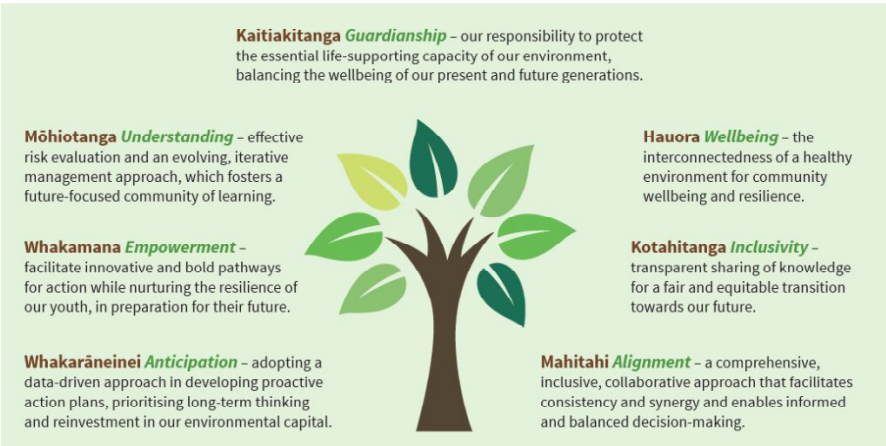 Kaitiakitanga Guardianship – our responsibility to protect
the essential life-supporting capacity of our environment,
balancing the wellbeing of our present and future generations.
Mōhiotanga Understanding – effective
risk evaluation and an evolving, iterative
management approach, which fosters a
future-focused community of learning.
Hauora Wellbeing – the
interconnectedness of a healthy
environment for community
wellbeing and resilience.
Whakamana Empowerment –
facilitate innovative and bold pathways
for action while nurturing the resilience of
our youth, in preparation for their future.
Kotahitanga Inclusivity –
transparent sharing of knowledge
for a fair and equitable transition
towards our future.
Whakarāneinei Anticipation – adopting a
data-driven approach in developing proactive
action plans, prioritising long-term thinking
and reinvestment in our environmental capital.
Mahitahi Alignment – a comprehensive,
inclusive, collaborative approach that facilitates
consistency and synergy and enables informed
and balanced decision-making.